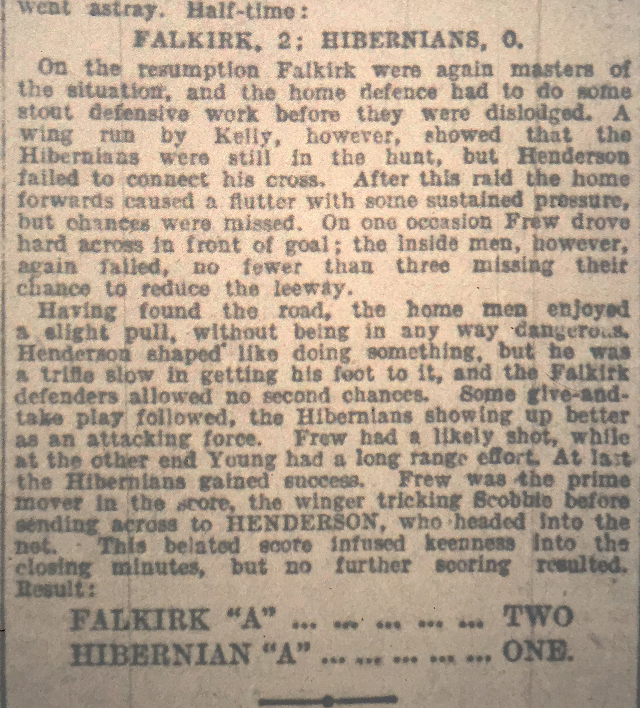 went astray. Half-time:
FALKIRK, 2; HIBERNIANS, 0.
On the resumption Falkirk were again masters of
the situation, and the home defence had to do some
stout defensive work before they were dislodged. A
wing run by Kelly, however, showed that the
Hibernians were still in the hunt, but Henderson
failed to connect his cross. After this raid the home
forwards caused a flutter with some sustained pressure,
but chances were missed. On one occasion Frew drove
hard across in front of goal; the inside men, however,
again failed, no fewer than three missing their
chance to reduce the leeway.
Having found the road, the home men enjoyed
a slight pull, without being in any way dangerous.
Henderson shaped like doing something, but he was
a trifle slow in getting his foot to it, and the Falkirk
defenders allowed no second chances. Some give-and-
take play followed, the Hibernians showing up better
as an attacking force. Frew had a likely shot, while
at the other end Young had a long range effort. At last
the Hibernians gained success. Frew was the prime
mover in the score, the winger tricking Scobbie before
sending across to HENDERSON, who headed into the
net. This belated score infused keenness into the
closing minutes, but no further scoring resulted.
Result:
FALKIRK "A" ... ... ... ... ... TWO
HIBERNIAN "A" ... ... ... ... ... ONE.